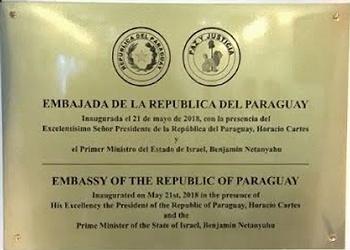 REPUBLICA DEL PARAGUAY
PAZ Y JUSTICIA
EMBAJADA DE LA REPUBLICA DEL PARAGUAY
Inaugurada el 21 de mayo de 2018, con la presencia del
Excelentísimo Señor Presidente de la República del Paraguay, Horacio Cartes
y
el Primer Ministro del Estado de Israel, Benjamin Netanyahu
EMBASSY OF THE REPUBLIC OF PARAGUAY
Inaugurated on May 21st, 2018 in the presence of
His Excellency the President of the Republic of Paraguay, Horacio Cartes
and the
Prime Minister of the State of Israel, Benjamin Netanyahu